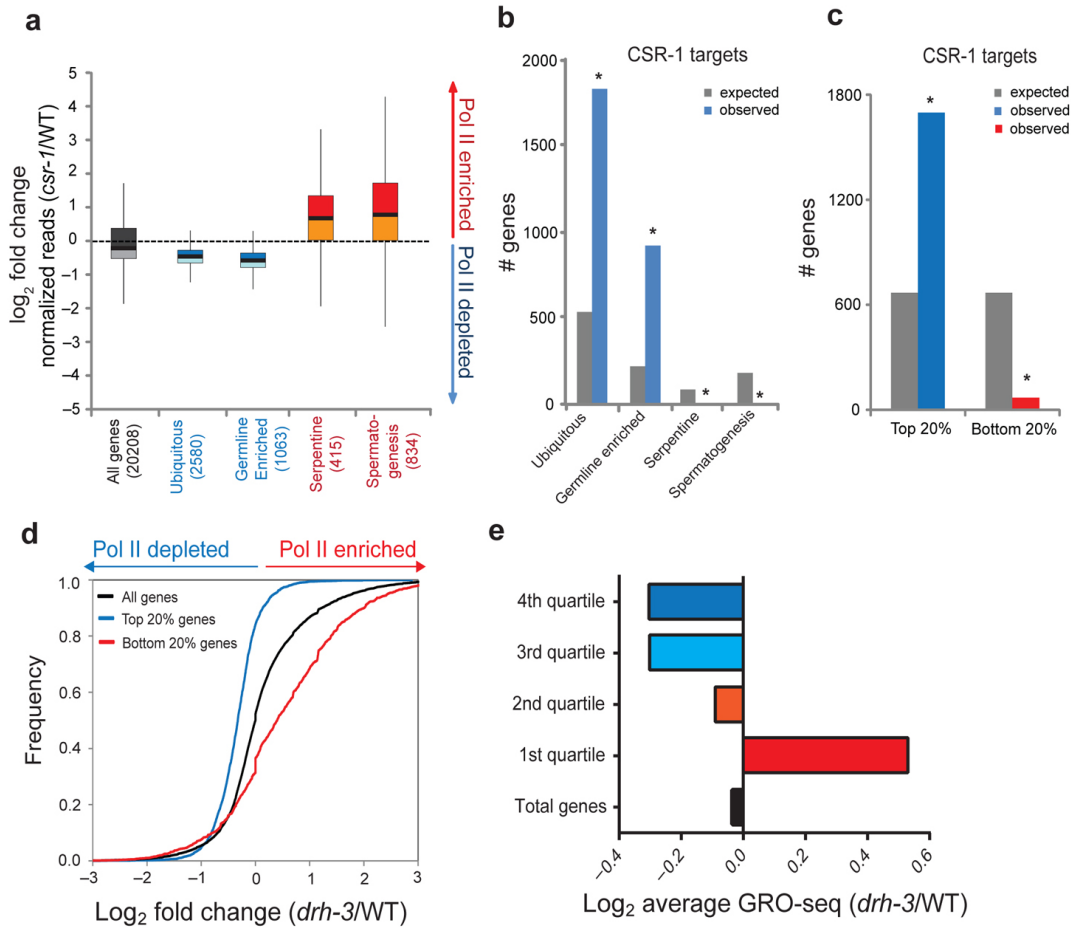 a
log2 fold change
normalized reads (csr-1/WT)
5
4
3
2
1
0
–1
–2
–3
–4
–5
All genes
(20208)
Ubiquitous
(2580)
Germline
Enriched
(1063)
Serpentine
(415)
Spermato-
genesis
(834)
Pol II enriched
Pol II depleted
b
CSR-1 targets
expected
observed
# genes
2000
1500
1000
500
0
*
*
*
*
Ubiquitous
Germline enriched
Serpentine
Spermatogenesis
c
CSR-1 targets
expected
observed
observed
# genes
1800
1200
600
0
*
*
Top 20%
Bottom 20%
d
Pol II depleted
Pol II enriched
All genes
Top 20% genes
Bottom 20% genes
Frequency
1.0
0.8
0.6
0.4
0.2
0.0
–3
–2
–1
0
1
2
3
Log2 fold change (drh-3/WT)
e
4th quartile
3rd quartile
2nd quartile
1st quartile
Total genes
–0.4
–0.2
0.0
0.2
0.4
0.6
Log2 average GRO-seq (drh-3/WT)